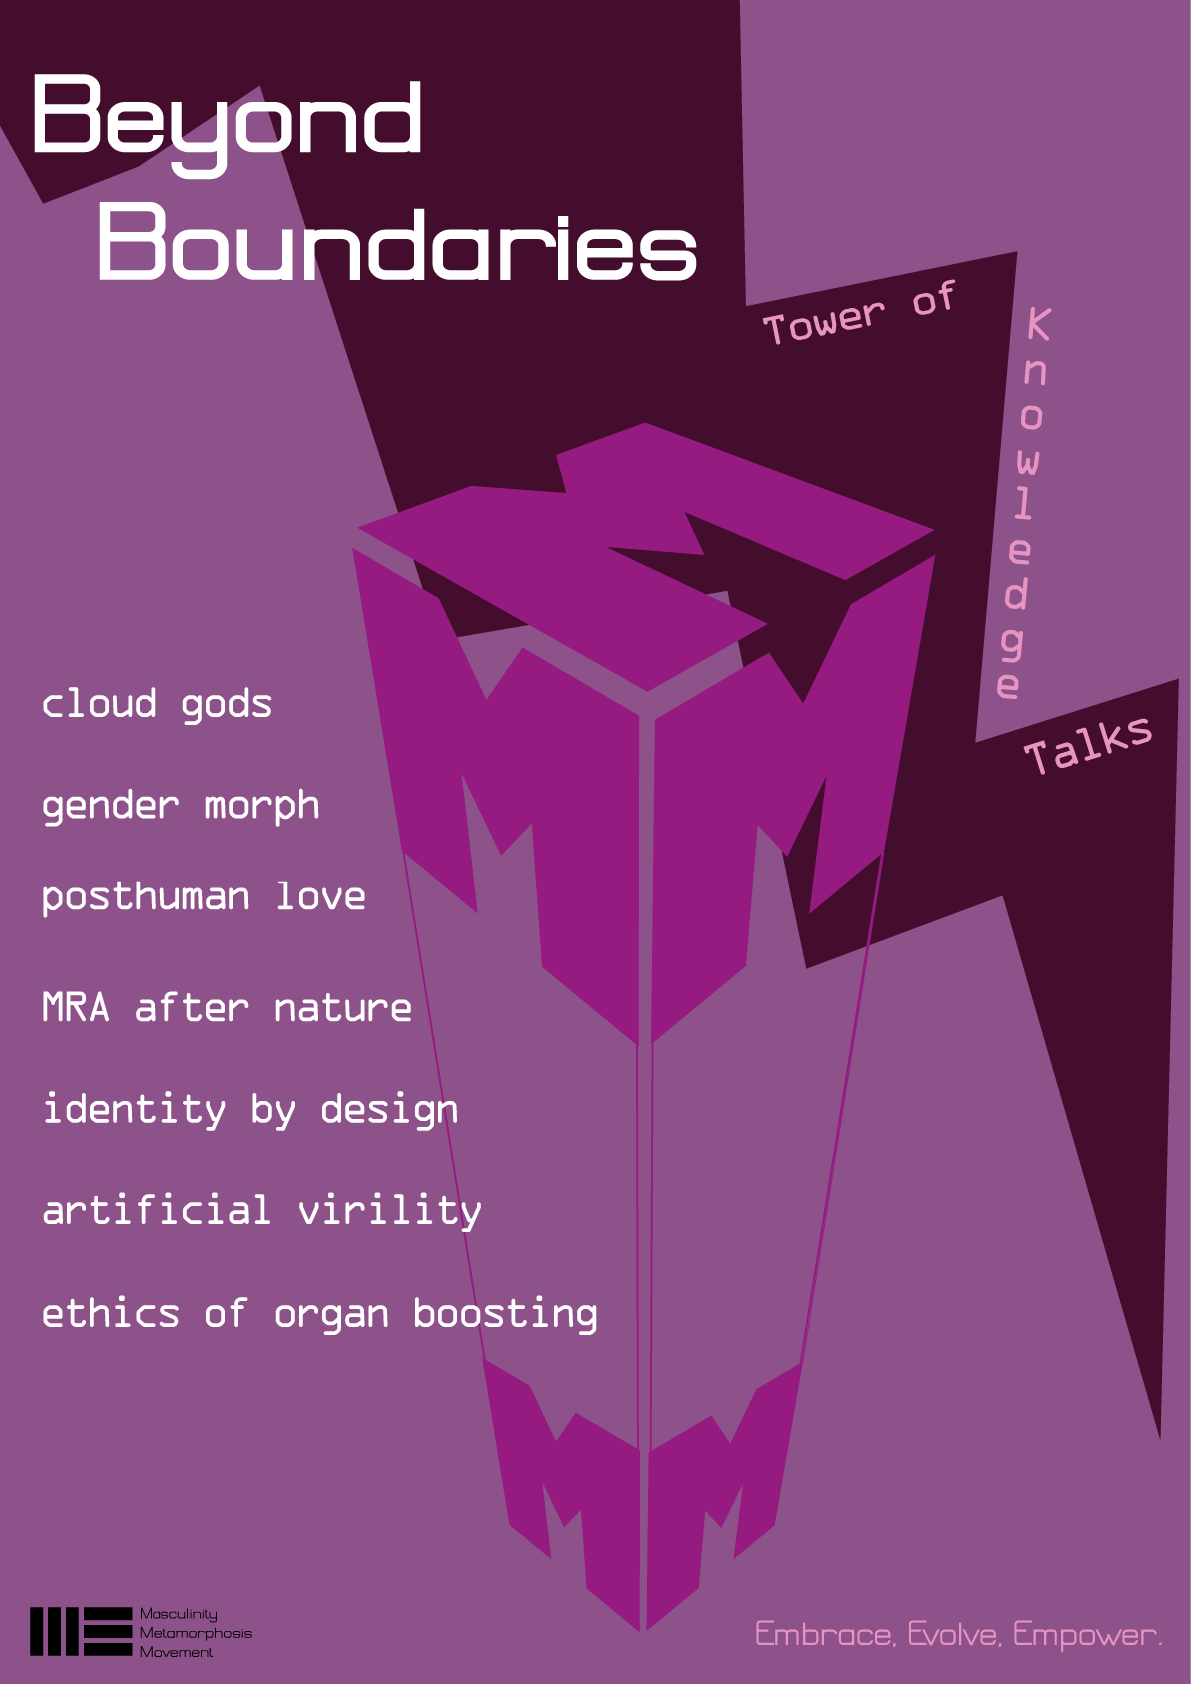 Beyond
Boundaries
Tower of
Knowledge
Talks
cloud gods
gender morph
posthuman love
MRA after nature
identity by design
artificial virility
ethics of organ boosting
Masculinity
Metamorphosis
Movement
Embrace, Evolve, Empower.